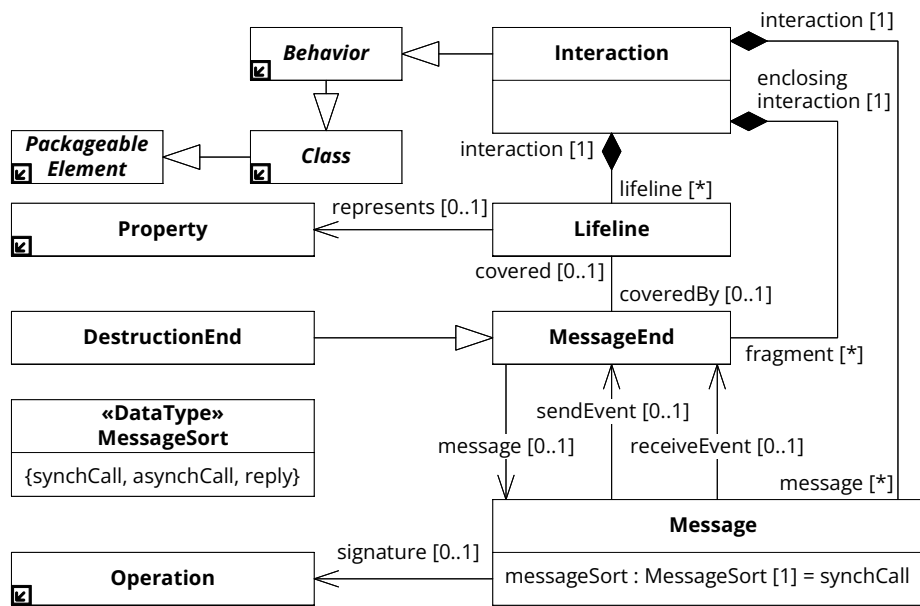 interaction [1]
Behavior
Interaction
enclosing
interaction [1]
Packageable
Element
Class
interaction [1]
lifeline [*]
represents [0..1]
Property
Lifeline
covered [0..1]
coveredBy [0..1]
DestructionEnd
MessageEnd
fragment [*]
«DataType»
MessageSort
{synchCall, asynchCall, reply}
sendEvent [0..1]
message [0..1]
receiveEvent [0..1]
message [*]
Message
signature [0..1]
Operation
messageSort : MessageSort [1] = synchCall